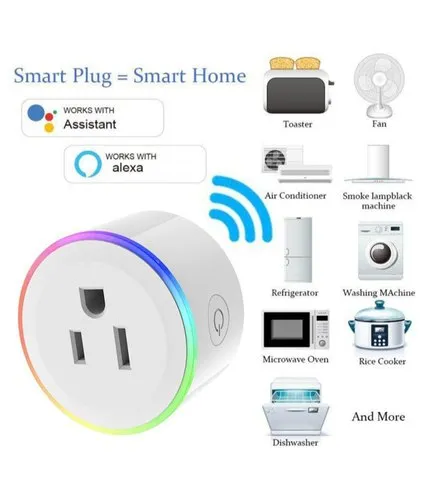 Smart Plug = Smart Home
WORKS WITH
Assistant
WORKS WITH
alexa
Toaster
Fan
Air Conditioner
Smoke lampblack
machine
Refrigerator
Washing MAchine
Microwave Oven
Rice Cooker
Dishwasher
And More